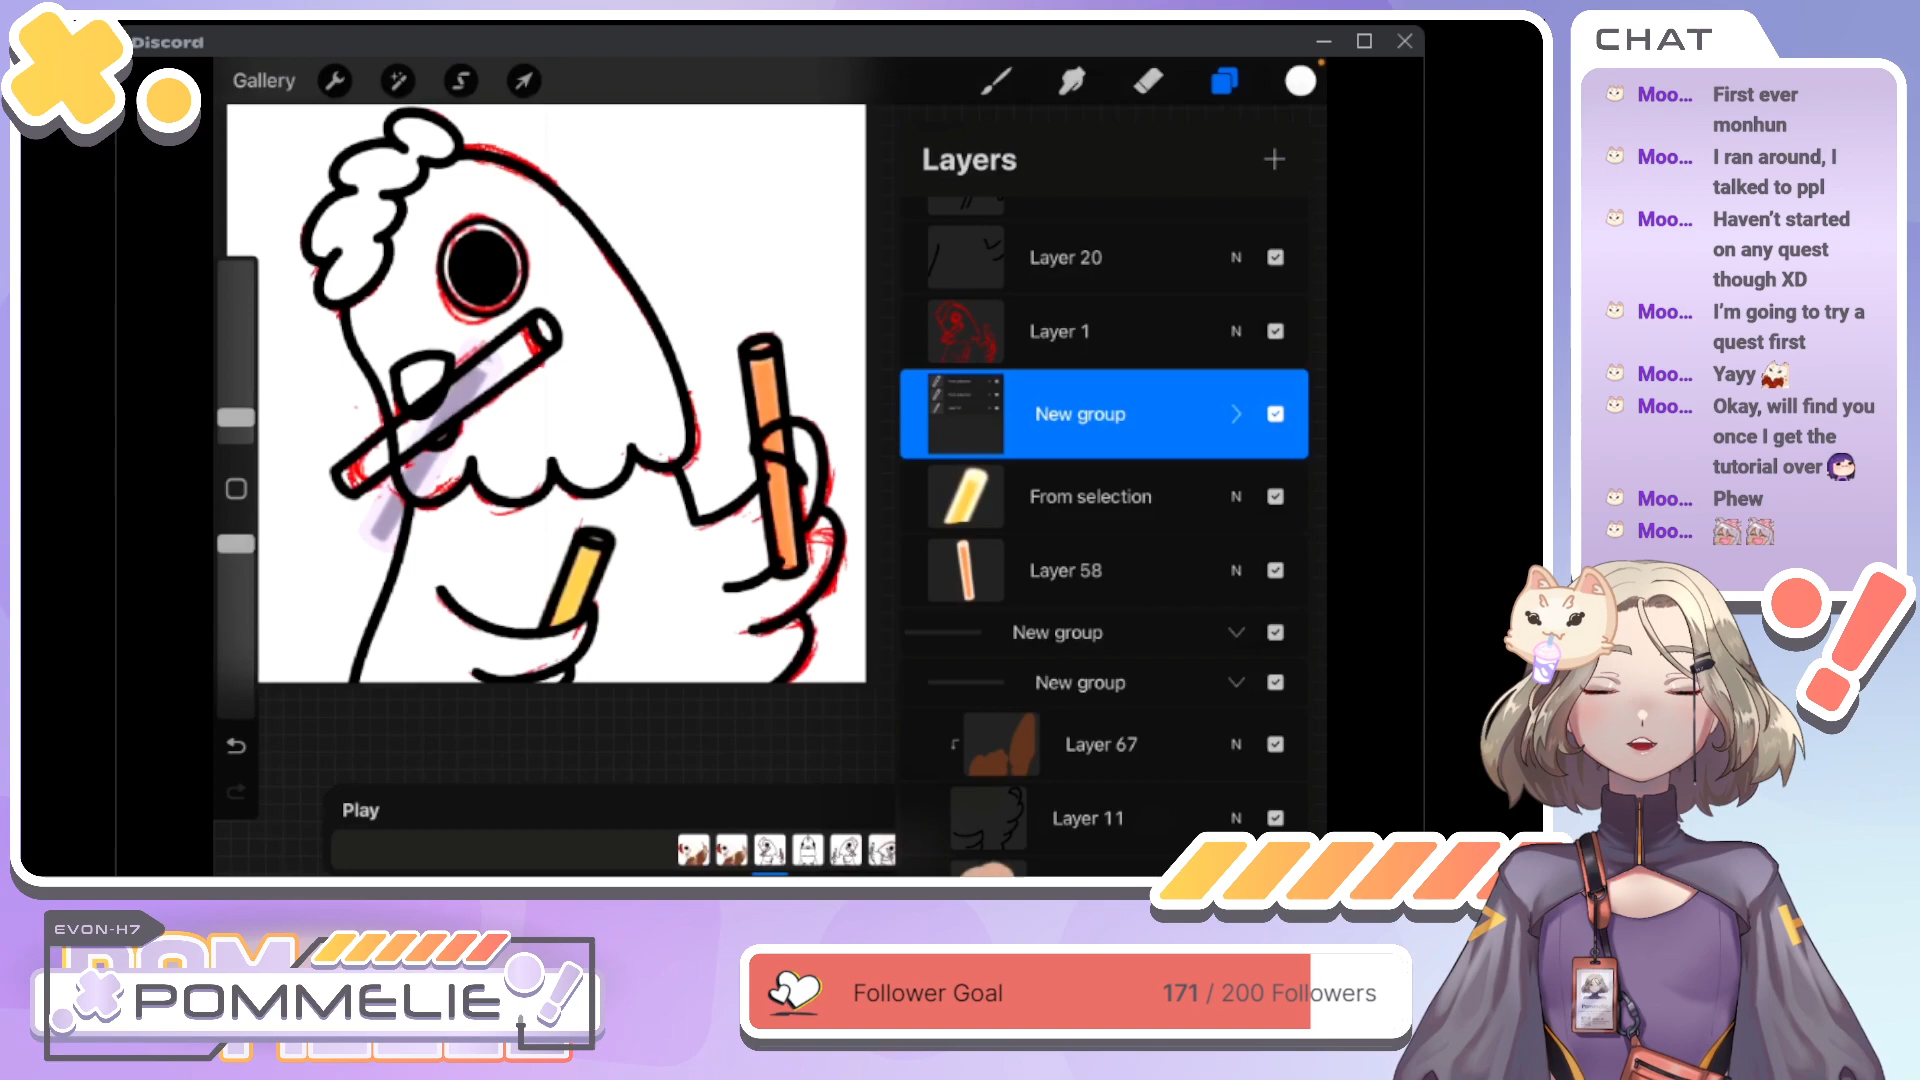 Discord
Gallery
Layers
Layer 20 N
Layer 1 N
New group
From selection N
Layer 58 N
New group
New group
Layer 67 N
Layer 11 N
Play
CHAT
Moo... First ever
monhun
Moo... I ran around, I
talked to ppl
Moo... Haven't started
on any quest
though XD
Moo... I'm going to try a
quest first
Moo... Yayy
Moo... Okay, will find you
once I get the
tutorial over
Moo... Phew
Moo...
EVON-H7
POMMELIE
Follower Goal 171 / 200 Followers